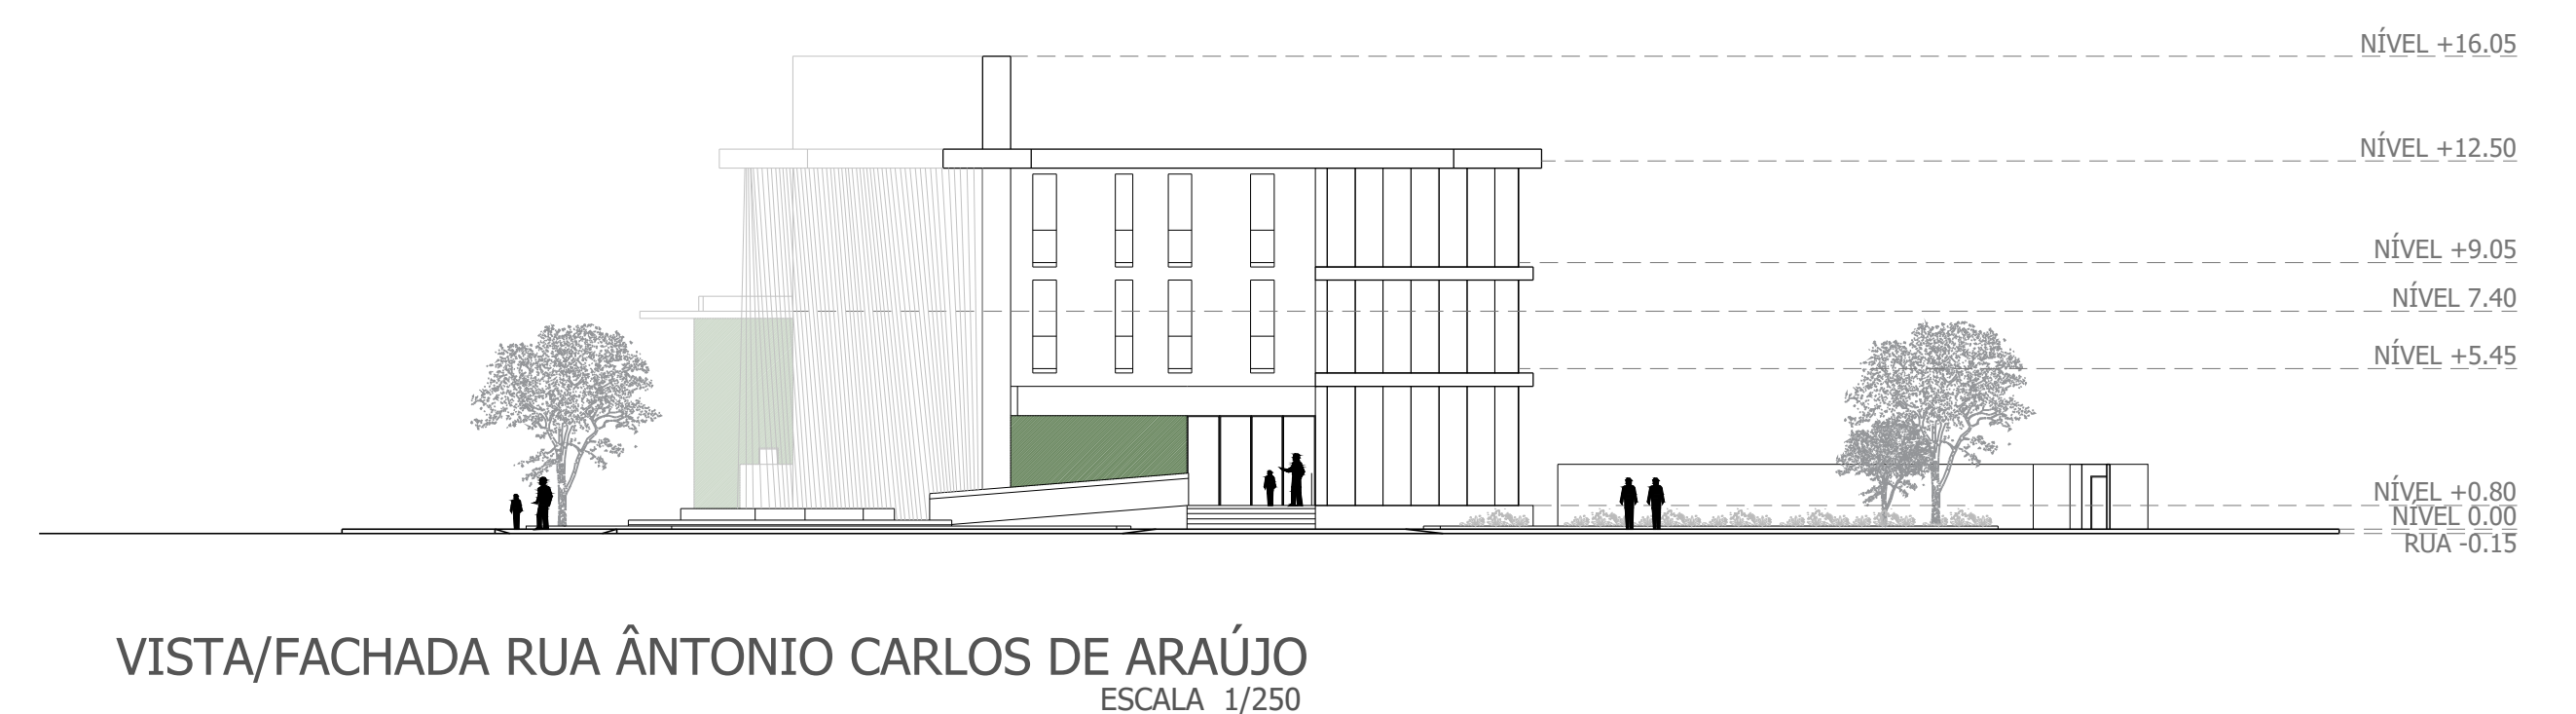 NÍVEL +16.05
NÍVEL +12.50
NÍVEL +9.05
NÍVEL 7.40
NÍVEL +5.45
NÍVEL +0.80
NÍVEL 0.00
RUA -0.15
VISTA/FACHADA RUA ÂNTONIO CARLOS DE ARAÚJO
ESCALA 1/250